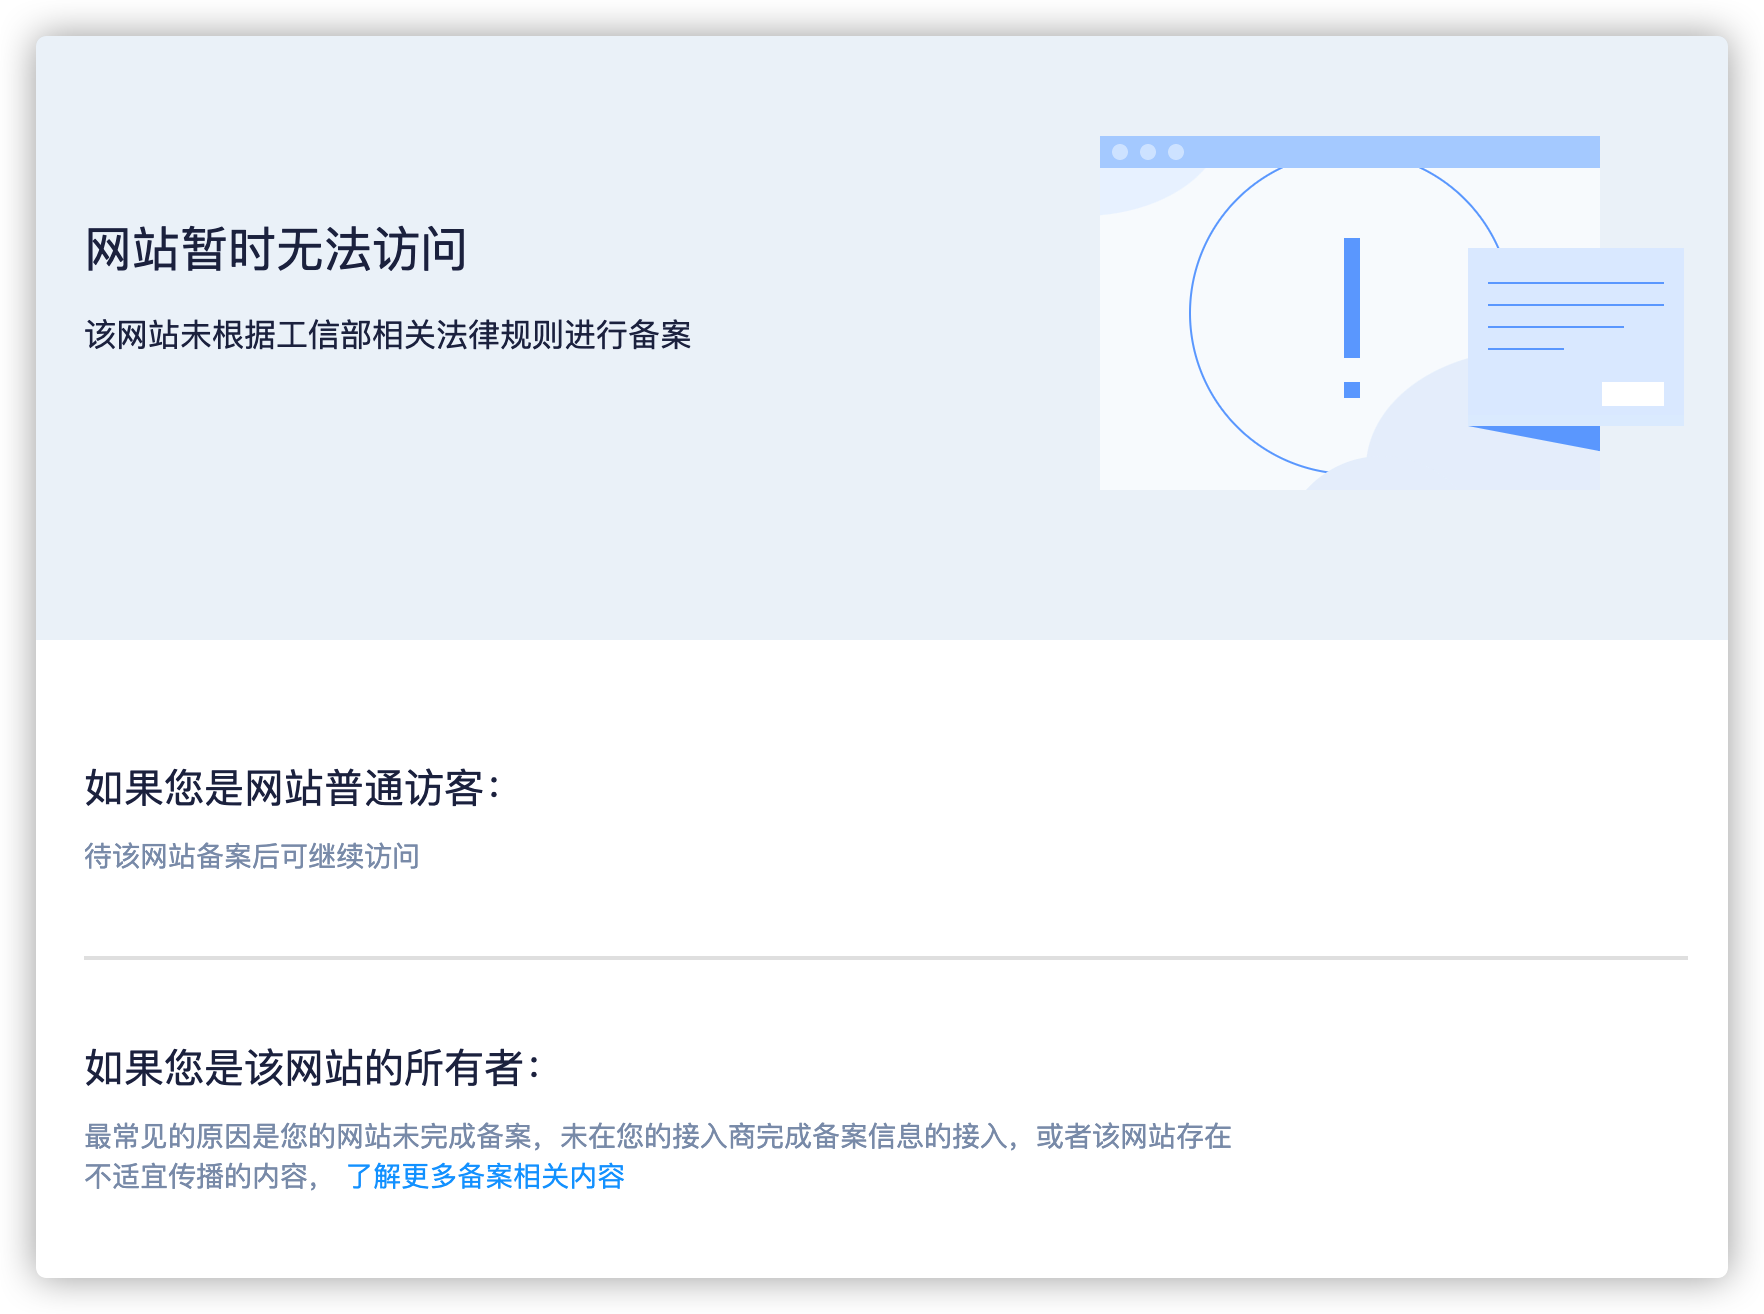 网站暂时无法访问
该网站未根据工信部相关法律规则进行备案
如果您是网站普通访客：
待该网站备案后可继续访问
如果您是该网站的所有者：
最常见的原因是您的网站未完成备案，未在您的接入商完成备案信息的接入，或者该网站存在
不适宜传播的内容， 了解更多备案相关内容